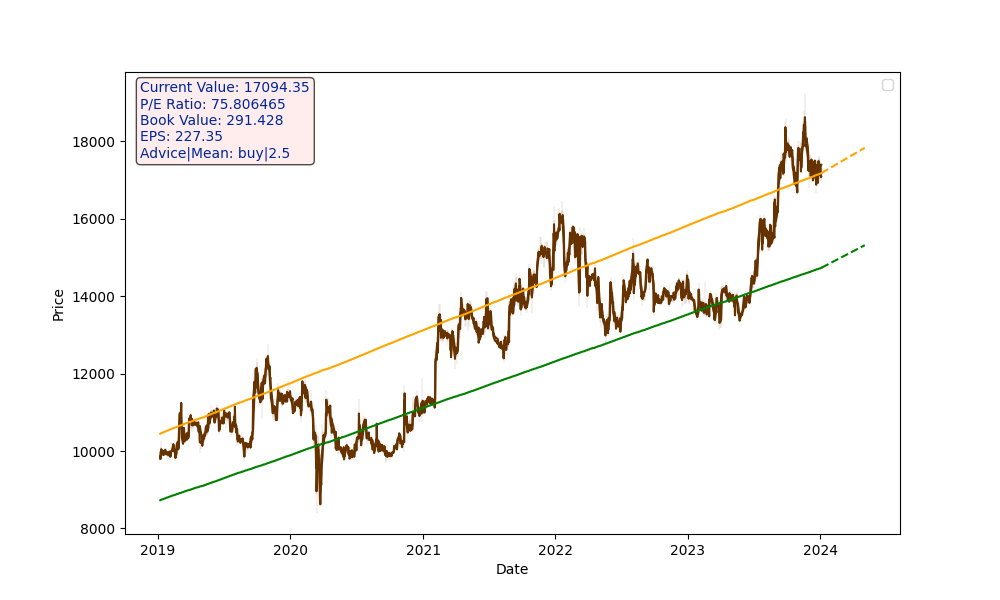 Current Value: 17094.35
P/E Ratio: 75.806465
Book Value: 291.428
EPS: 227.35
Advice|Mean: buy|2.5
18000
16000
14000
12000
10000
8000
Price
2019 2020 2021 2022 2023 2024
Date